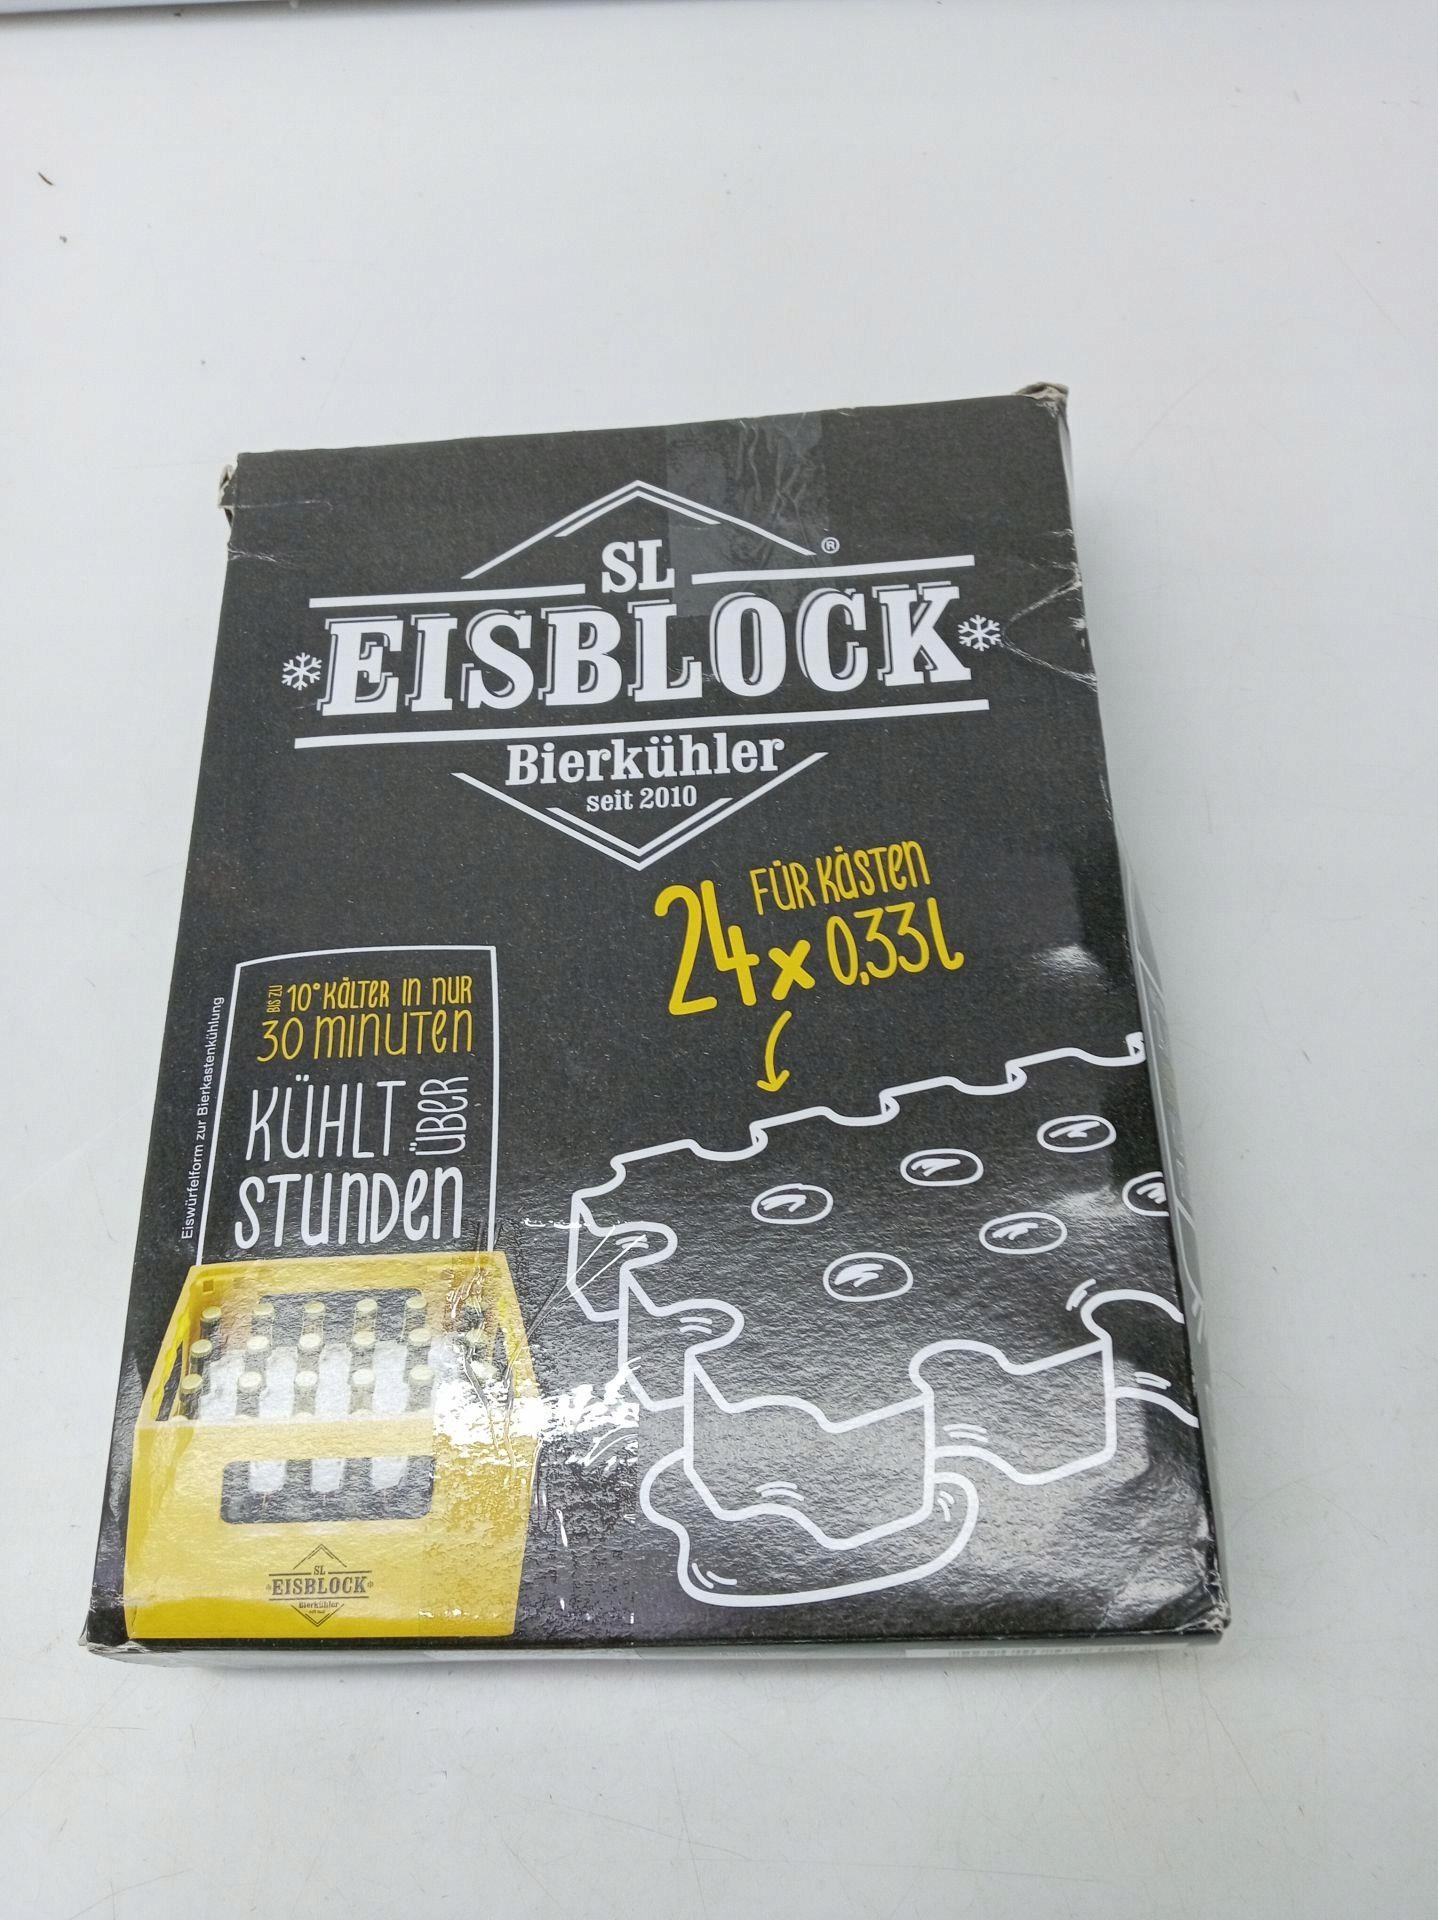 SL
®
EISBLOCK
Bierkühler
seit 2010
FÜR KÄSTEN
24 x 0,33l
BIS ZU 10° KÄLTER IN NUR
30 MINUTEN
KÜHLT ÜBER
STUNDEN
Eiswürfelform zur Bierkastenkühlung
SL
EISBLOCK
Bierkühler